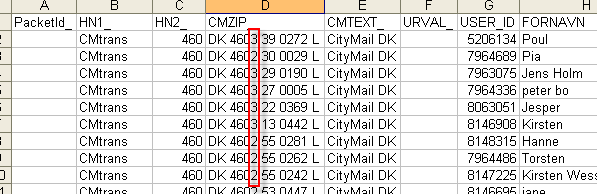 A B C D E F G H
PacketId_ HN1_ HN2_ CMZIP CMTEXT_ URVAL_ USER_ID FORNAVN
CMtrans 460 DK 4603 39 0272 L CityMail DK 5206134 Poul
CMtrans 460 DK 4602 30 0029 L CityMail DK 7964689 Pia
CMtrans 460 DK 4603 29 0190 L CityMail DK 7963075 Jens Holm
CMtrans 460 DK 4603 27 0005 L CityMail DK 7964336 peter bo
CMtrans 460 DK 4603 22 0369 L CityMail DK 8063051 Jesper
CMtrans 460 DK 4603 13 0442 L CityMail DK 8146908 Kirsten
CMtrans 460 DK 4602 55 0281 L CityMail DK 8148315 Hanne
CMtrans 460 DK 4602 55 0262 L CityMail DK 7964486 Torsten
CMtrans 460 DK 4602 55 0242 L CityMail DK 8147225 Kirsten Wess
CMtrans 460 DK 4602 53 0447 L CityMail DK